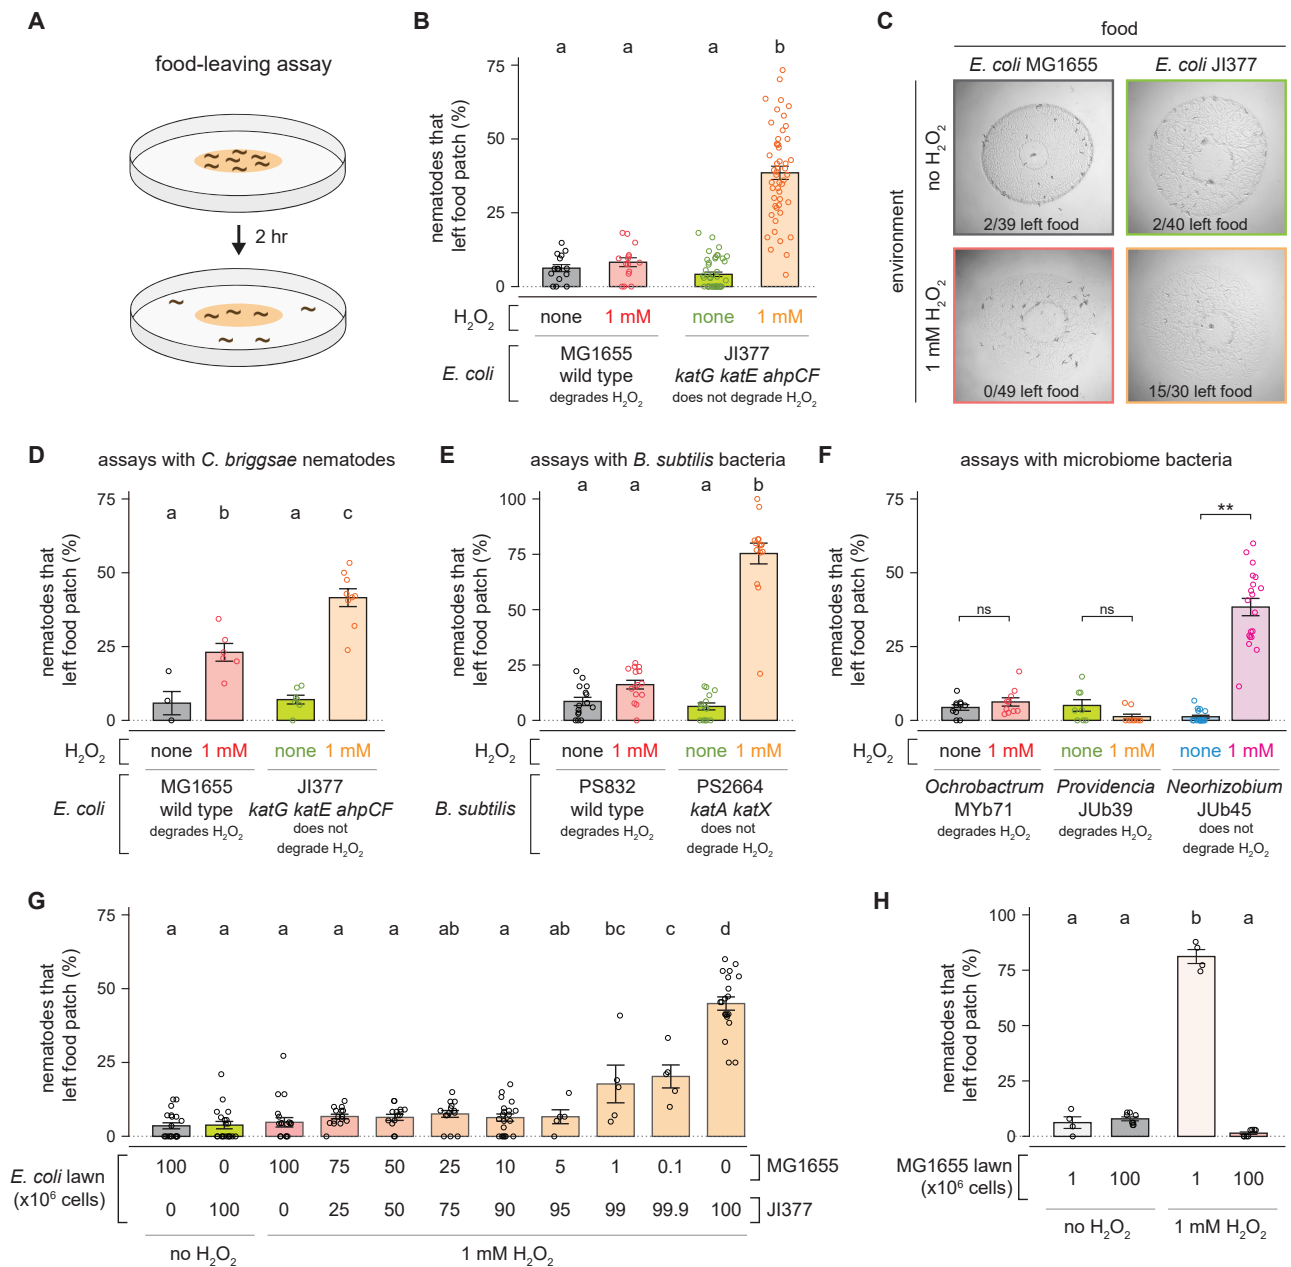 A
food-leaving assay
2 hr
B
a a a b
nematodes that
left food patch (%)
75
50
25
0
H₂O₂ none 1 mM none 1 mM
E. coli
MG1655
wild type
degrades H₂O₂
JI377
katG katE ahpCF
does not degrade H₂O₂
C
food
E. coli MG1655 E. coli JI377
environment
no H₂O₂
2/39 left food 2/40 left food
1 mM H₂O₂
0/49 left food 15/30 left food
D
assays with C. briggsae nematodes
nematodes that
left food patch (%)
75
50
25
0
a b a c
H₂O₂ none 1 mM none 1 mM
E. coli
MG1655
wild type
degrades H₂O₂
JI377
katG katE ahpCF
does not
degrade H₂O₂
E
assays with B. subtilis bacteria
a a a b
nematodes that
left food patch (%)
100
75
50
25
0
H₂O₂ none 1 mM none 1 mM
B. subtilis
PS832
wild type
degrades H₂O₂
PS2664
katA katX
does not
degrade H₂O₂
F
assays with microbiome bacteria
nematodes that
left food patch (%)
75
50
25
0
ns ns **
H₂O₂ none 1 mM none 1 mM none 1 mM
Ochrobactrum
MYb71
degrades H₂O₂
Providencia
JUb39
degrades H₂O₂
Neorhizobium
JUb45
does not
degrade H₂O₂
G
nematodes that
left food patch (%)
75
50
25
0
a a a a a ab a ab bc c d
E. coli lawn
(x10⁶ cells)
100 0 100 75 50 25 10 5 1 0.1 0 MG1655
0 100 0 25 50 75 90 95 99 99.9 100 JI377
no H₂O₂ 1 mM H₂O₂
H
nematodes that
left food patch (%)
100
75
50
25
0
a a b a
MG1655 lawn
(x10⁶ cells)
1 100 1 100
no H₂O₂ 1 mM H₂O₂